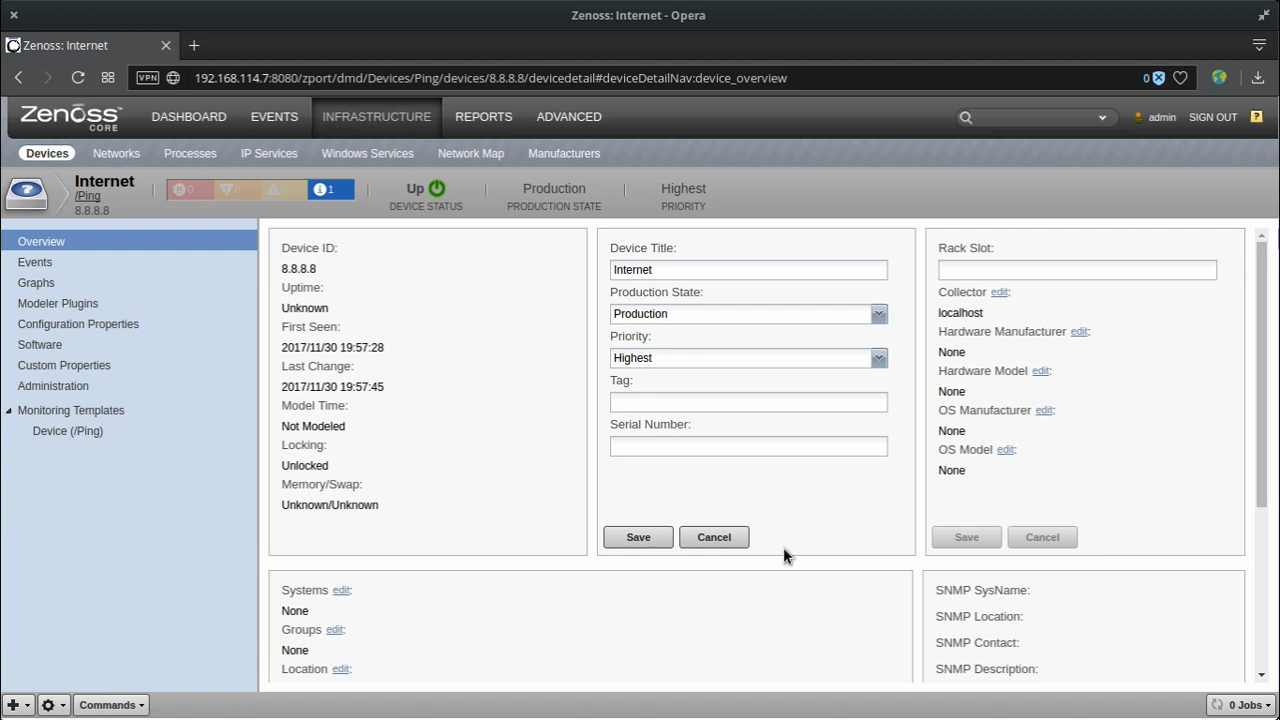 Zenoss: Internet - Opera
Zenoss: Internet
VPN 192.168.114.7:8080/zport/dmd/Devices/Ping/devices/8.8.8.8/devicedetail#deviceDetailNav:device_overview 0
Zenoss CORE DASHBOARD EVENTS INFRASTRUCTURE REPORTS ADVANCED admin SIGN OUT ?
Devices Networks Processes IP Services Windows Services Network Map Manufacturers
Internet
/Ping
8.8.8.8
0 0 0 1
Up
DEVICE STATUS
Production
PRODUCTION STATE
Highest
PRIORITY
Overview
Events
Graphs
Modeler Plugins
Configuration Properties
Software
Custom Properties
Administration
Monitoring Templates
Device (/Ping)
Device ID:
8.8.8.8
Uptime:
Unknown
First Seen:
2017/11/30 19:57:28
Last Change:
2017/11/30 19:57:45
Model Time:
Not Modeled
Locking:
Unlocked
Memory/Swap:
Unknown/Unknown
Device Title:
Internet
Production State:
Production
Priority:
Highest
Tag:
Serial Number:
Save Cancel
Rack Slot:
Collector edit:
localhost
Hardware Manufacturer edit:
None
Hardware Model edit:
None
OS Manufacturer edit:
None
OS Model edit:
None
Save Cancel
Systems edit:
None
Groups edit:
None
Location edit:
SNMP SysName:
SNMP Location:
SNMP Contact:
SNMP Description:
Commands
0 Jobs